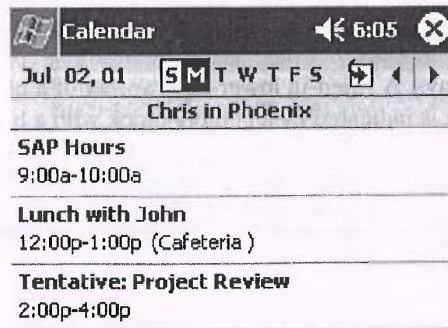 Calendar 6:05
Jul 02, 01 S M T W T F S
Chris in Phoenix
SAP Hours
9:00a-10:00a
Lunch with John
12:00p-1:00p (Cafeteria )
Tentative: Project Review
2:00p-4:00p